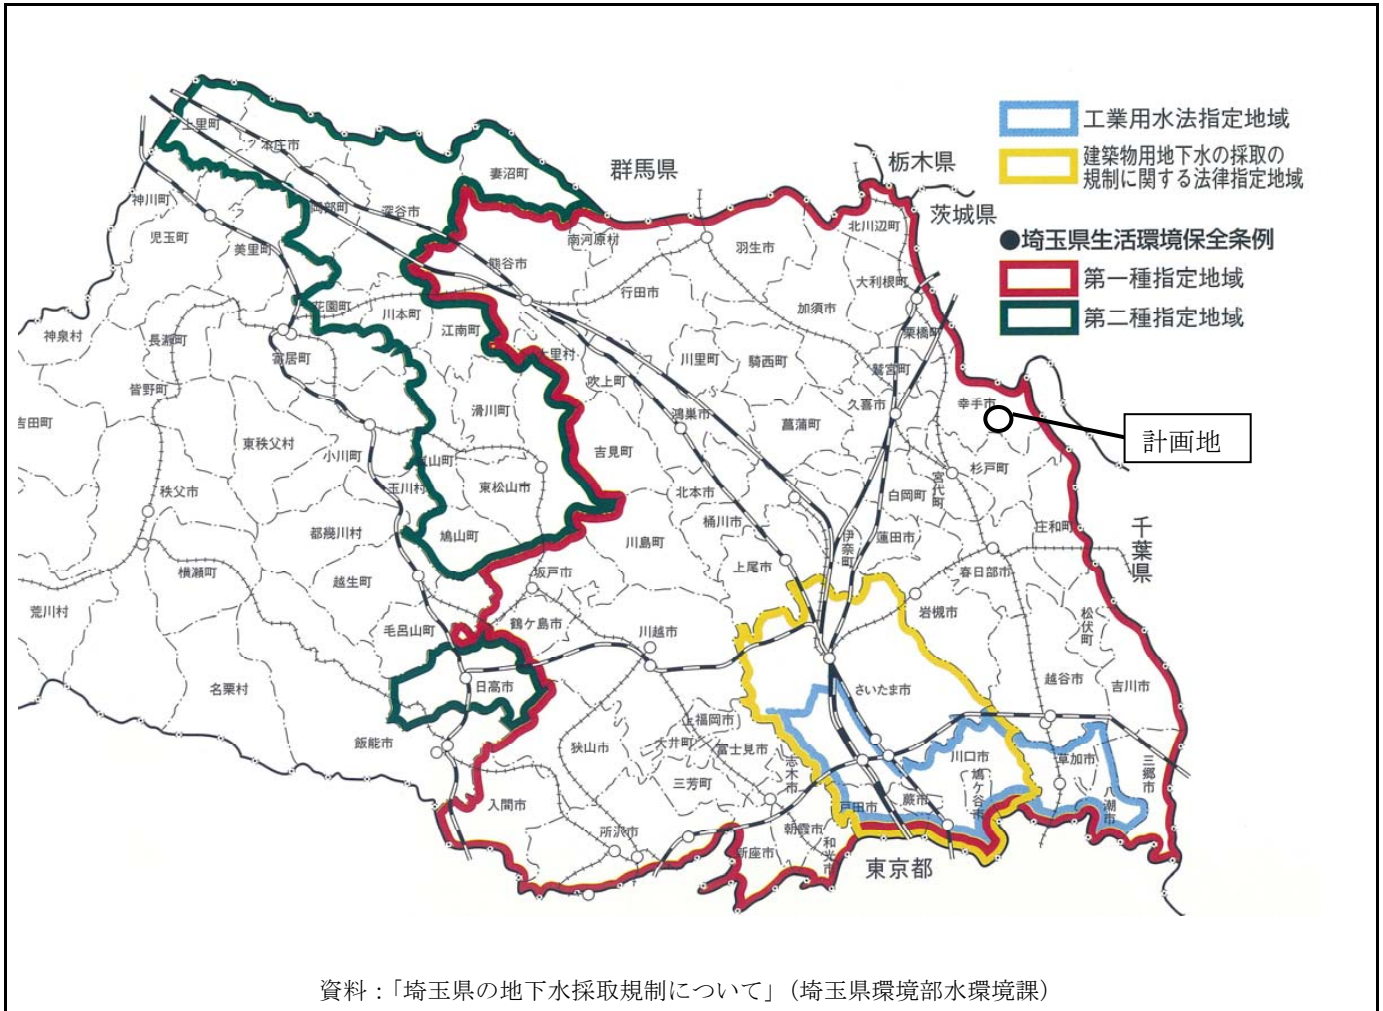 工業用水法指定地域
建築物用地下水の採取の
規制に関する法律指定地域
●埼玉県生活環境保全条例
第一種指定地域
第二種指定地域
群馬県
栃木県
茨城県
千葉県
東京都
計画地
上里町
本庄市
妻沼町
神川町
岡部町
深谷市
児玉町
美里町
南河原村
熊谷市
羽生市
北川辺町
大利根町
行田市
加須市
栗橋町
花園町
川本町
江南町
神泉村
長瀞町
寄居町
大里村
川里町
騎西町
鷲宮町
吹上町
皆野町
滑川町
鴻巣市
菖蒲町
久喜市
幸手市
吉田町
東秩父村
小川町
嵐山町
吉見町
杉戸町
秩父市
玉川村
東松山市
北本市
白岡町
宮代町
都幾川村
鳩山町
桶川市
川島町
伊奈町
蓮田市
庄和町
横瀬町
越生町
坂戸市
上尾市
春日部市
荒川村
毛呂山町
鶴ケ島市
川越市
岩槻市
松伏町
名栗村
日高市
さいたま市
越谷市
吉川市
飯能市
狭山市
上福岡市
大井町
富士見市
志木市
川口市
鳩ケ谷市
草加市
三郷市
三芳町
入間市
戸田市
蕨市
八潮市
所沢市
朝霞市
新座市
和光市
資料：「埼玉県の地下水採取規制について」（埼玉県環境部水環境課）